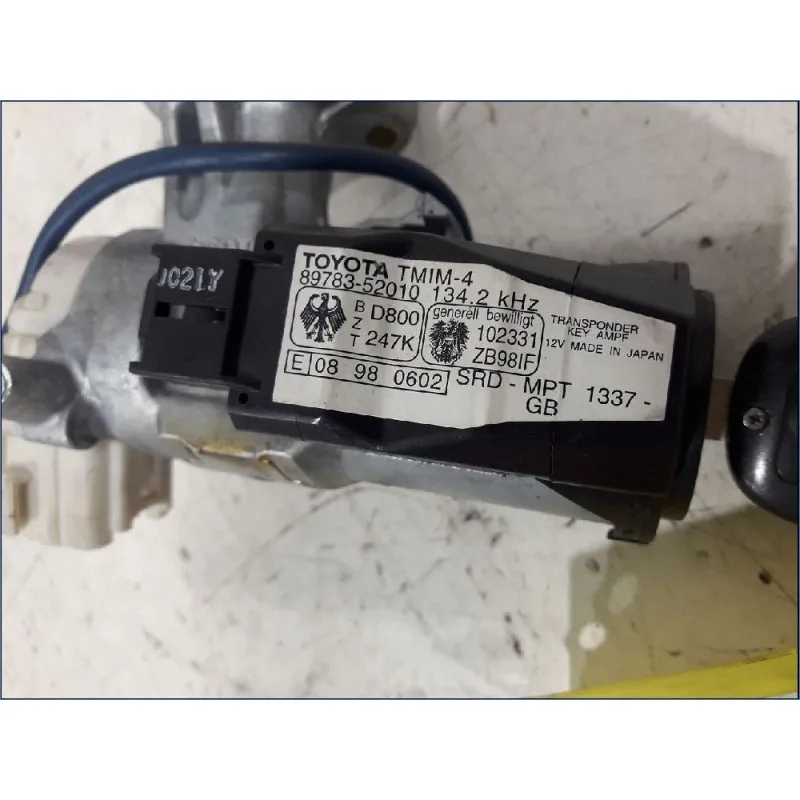 J021Y
TOYOTA TMIM-4
89783-52010 134.2 kHz
B
Z
T
D800
247K
generell bewilligt
102331
ZB98IF
TRANSPONDER
KEY AMPF
12V MADE IN JAPAN
E 08 98 0602
SRD - MPT 1337 -
GB